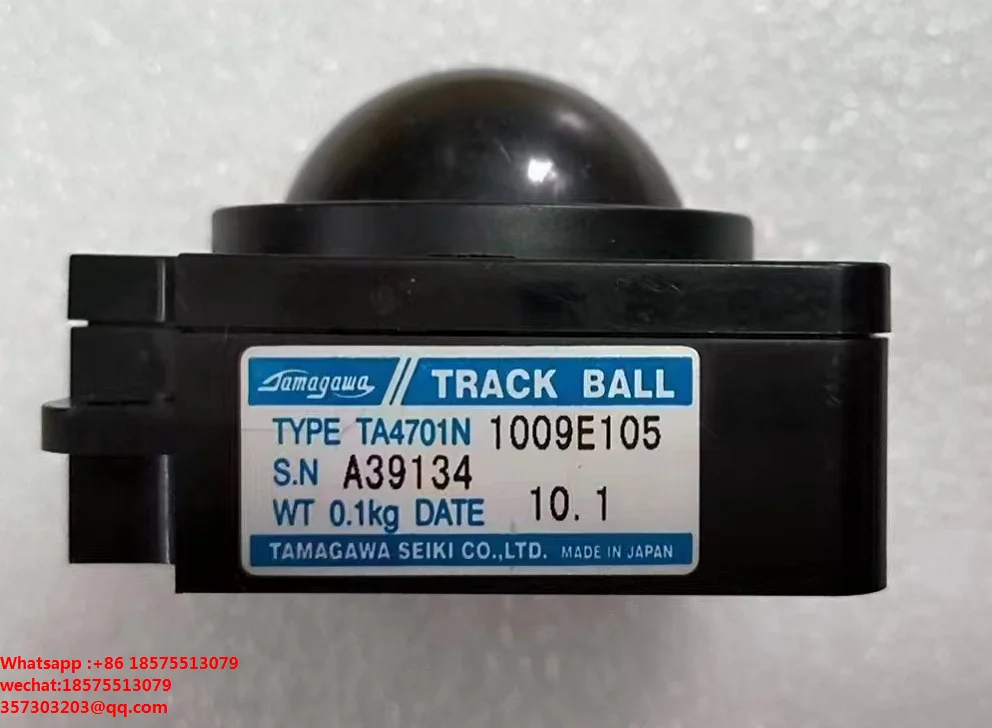 Tamagawa // TRACK BALL
TYPE TA4701N 1009E105
S.N A39134
WT 0.1kg DATE 10.1
TAMAGAWA SEIKI CO.,LTD. MADE IN JAPAN
Whatsapp :+86 18575513079
wechat:18575513079
357303203@qq.com